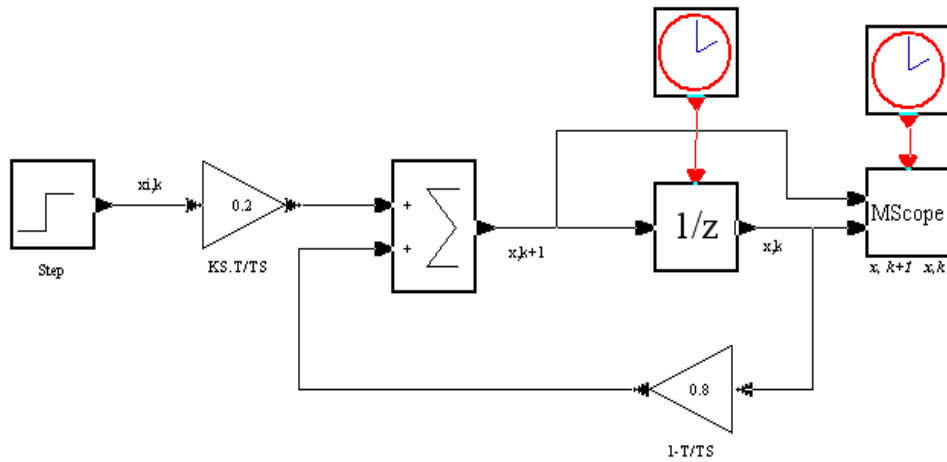 xi,k
0.2
+
+
1/z
MScope
Step
KS.T/TS
x,k+1
x,k
x, k+1 x,k
0.8
1-T/TS